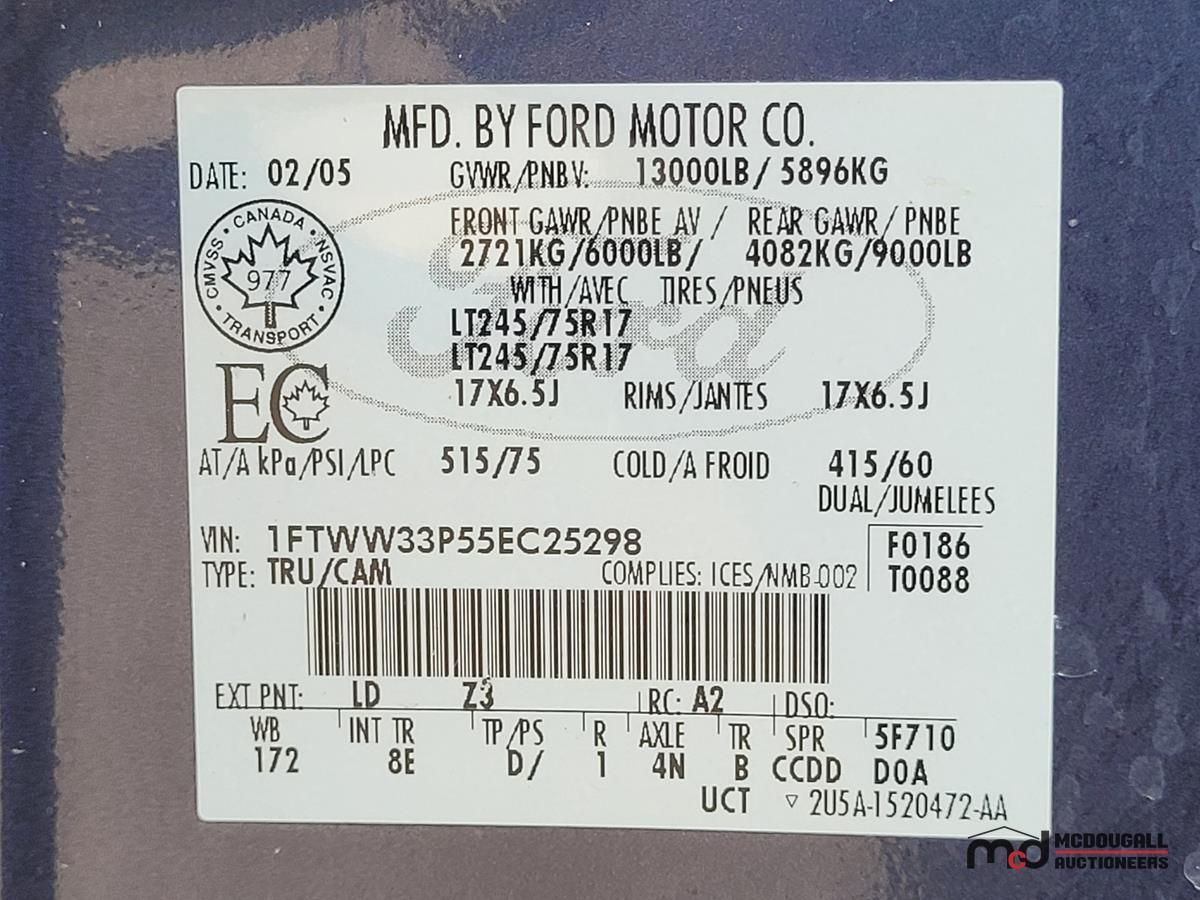 MFD. BY FORD MOTOR CO.
DATE: 02/05 GVWR/PNBV: 13000LB/ 5896KG
FRONT GAWR/PNBE AV / REAR GAWR/ PNBE
2721KG/6000LB/ 4082KG/9000LB
WITH/AVEC TIRES/PNEUS
LT245/75R17
LT245/75R17
17X6.5J RIMS/JANTES 17X6.5J
CANADA
CMVSS NSVAC
977
TRANSPORT
Ford
EC
AT/A kPa/PSI/LPC 515/75 COLD/A FROID 415/60
DUAL/JUMELEES
VIN: 1FTWW33P55EC25298 F0186
TYPE: TRU/CAM COMPLIES: ICES/NMB-002 T0088
EXT PNT: LD Z3 RC: A2 DSO:
WB INT TR TP/PS R AXLE TR SPR 5F710
172 8E D/ 1 4N B CCDD D0A
UCT ▽ 2U5A-1520472-AA
mcd MCDOUGALL
AUCTIONEERS